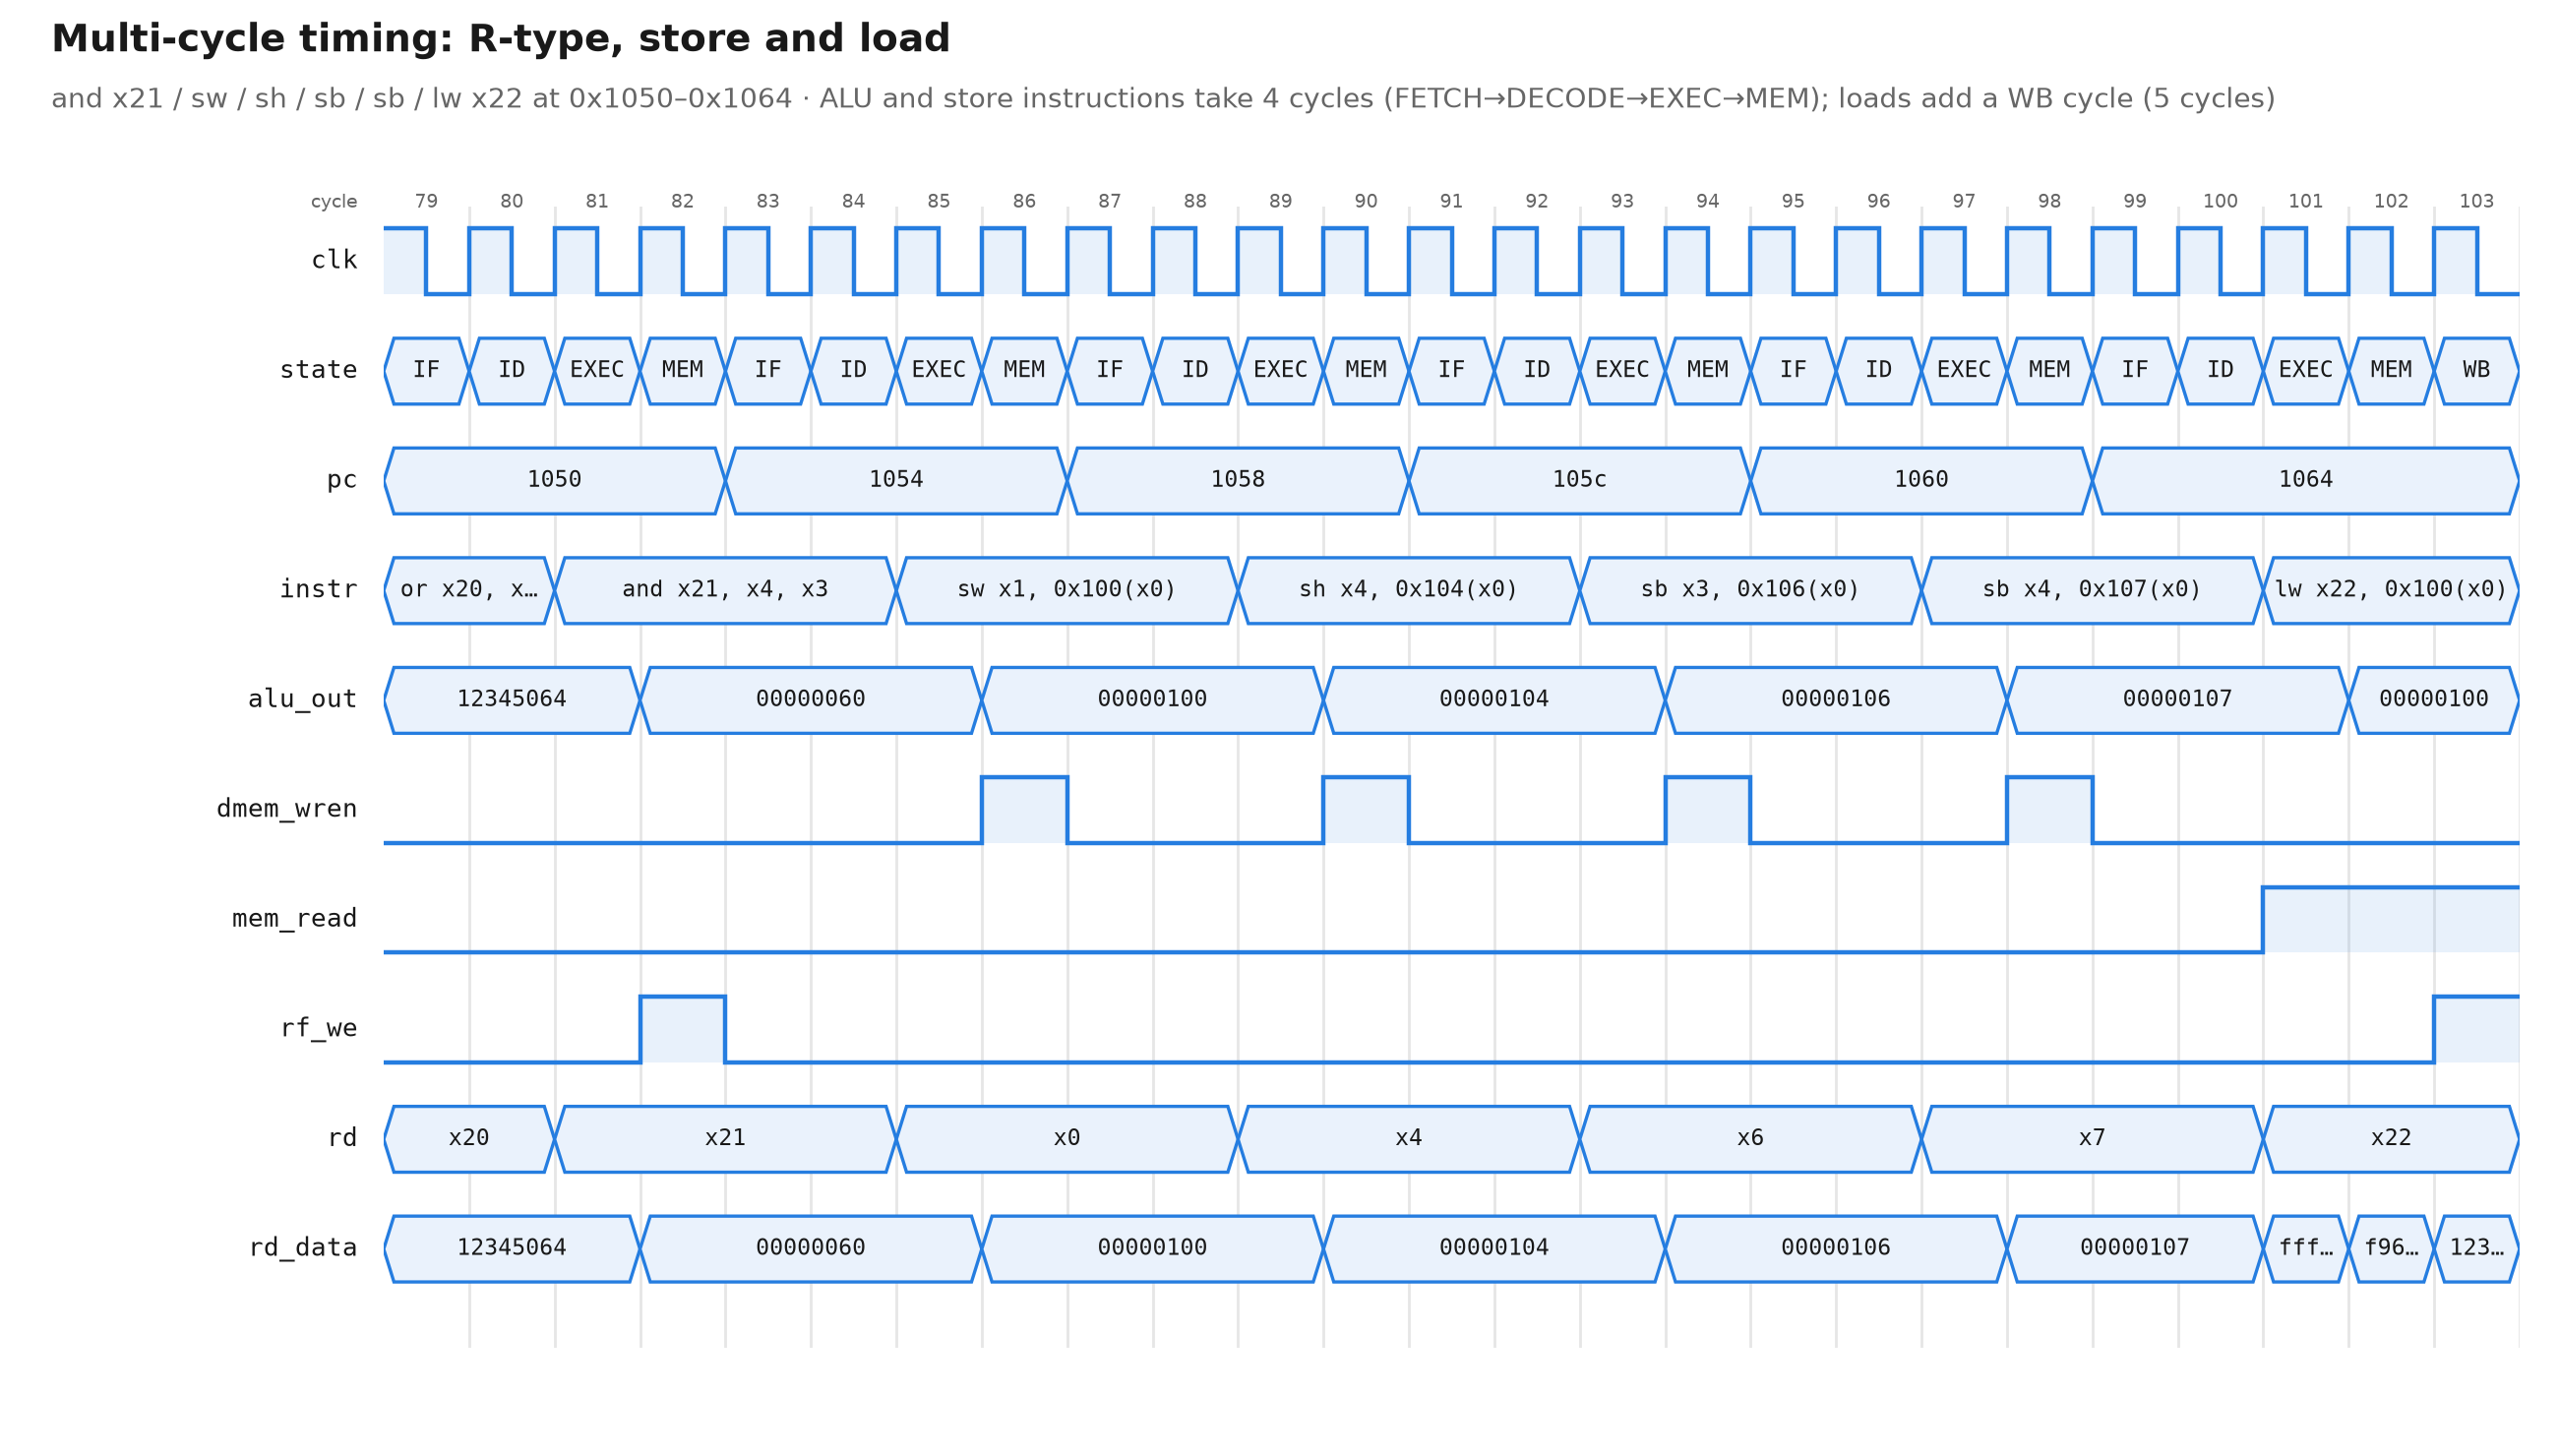 Multi-cycle timing: R-type, store and load
and x21 / sw / sh / sb / sb / lw x22 at 0x1050–0x1064 · ALU and store instructions take 4 cycles (FETCH→DECODE→EXEC→MEM); loads add a WB cycle (5 cycles)
cycle 79 80 81 82 83 84 85 86 87 88 89 90 91 92 93 94 95 96 97 98 99 100 101 102 103
clk
state IF ID EXEC MEM IF ID EXEC MEM IF ID EXEC MEM IF ID EXEC MEM IF ID EXEC MEM IF ID EXEC MEM WB
pc 1050 1054 1058 105c 1060 1064
instr or x20, x… and x21, x4, x3 sw x1, 0x100(x0) sh x4, 0x104(x0) sb x3, 0x106(x0) sb x4, 0x107(x0) lw x22, 0x100(x0)
alu_out 12345064 00000060 00000100 00000104 00000106 00000107 00000100
dmem_wren
mem_read
rf_we
rd x20 x21 x0 x4 x6 x7 x22
rd_data 12345064 00000060 00000100 00000104 00000106 00000107 fff… f96… 123…